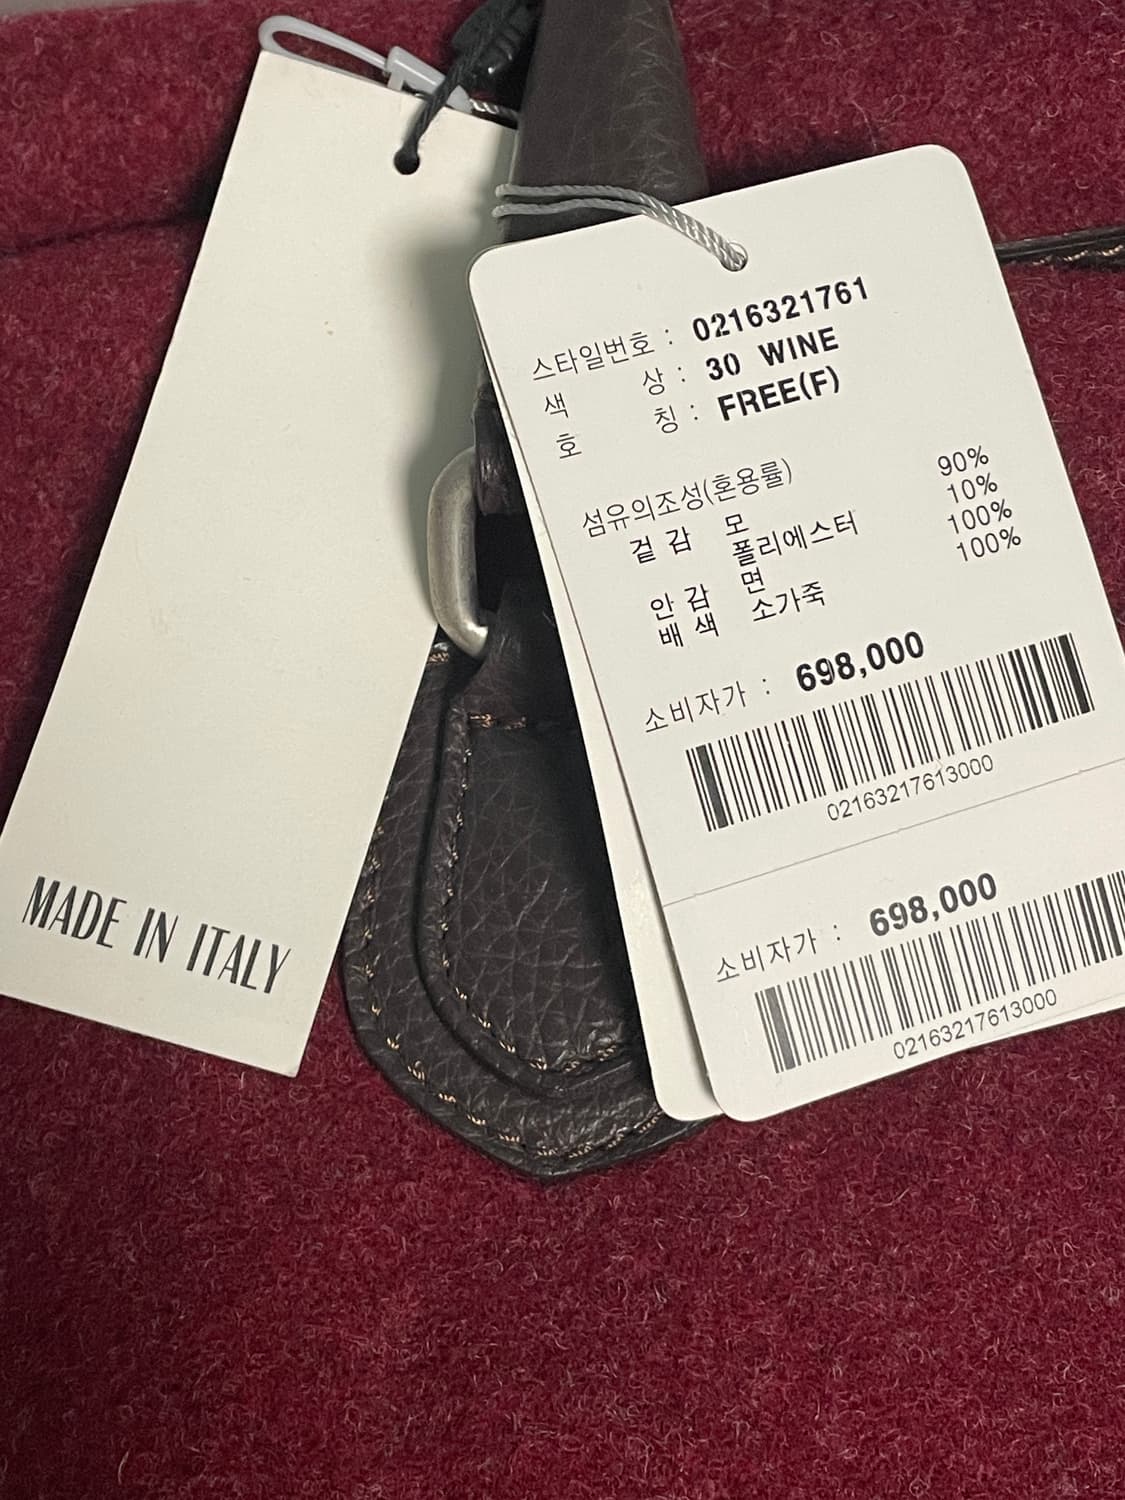 MADE IN ITALY
스타일번호 : 0216321761
색 상 : 30 WINE
호 칭 : FREE(F)
섬유의조성(혼용률)
겉 감 모 90%
폴리에스터 10%
안 감 면 100%
배 색 소가죽 100%
소비자가 : 698,000
02163217613000
소비자가 : 698,000
02163217613000